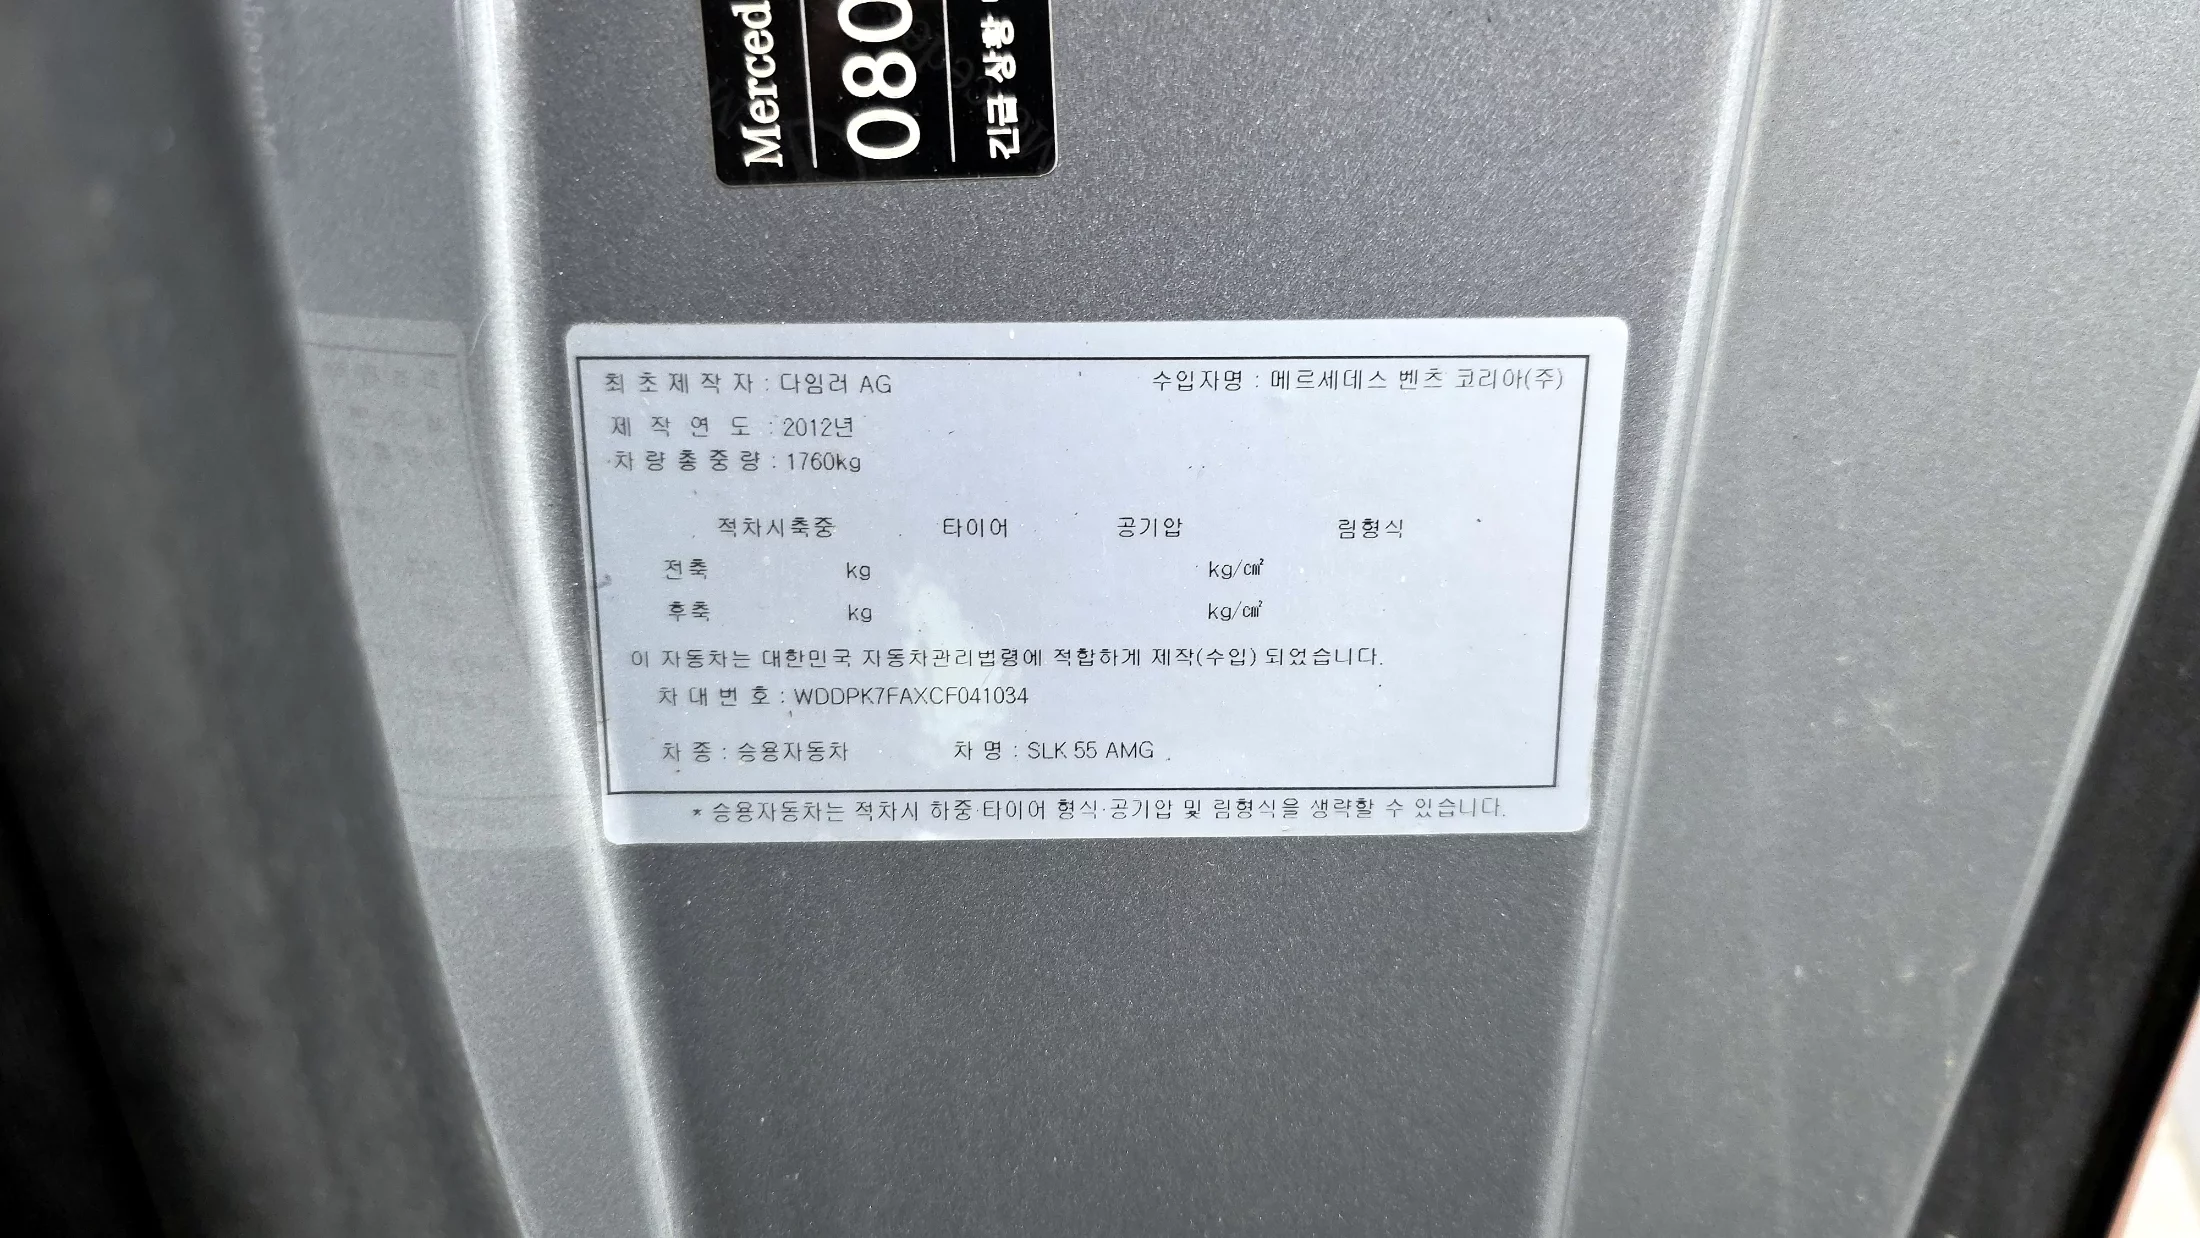 Merced
080
긴급 상황
최초제작자 : 다임러 AG 수입자명 : 메르세데스 벤츠 코리아(주)
제작연도 : 2012년
차량총중량 : 1760kg
적차시축중 타이어 공기압 림형식
전축 kg kg/㎠
후축 kg kg/㎠
이 자동차는 대한민국 자동차관리법령에 적합하게 제작(수입) 되었습니다.
차대번호 : WDDPK7FAXCF041034
차종 : 승용자동차 차명 : SLK 55 AMG
* 승용자동차는 적차시 하중·타이어 형식·공기압 및 림형식을 생략할 수 있습니다.